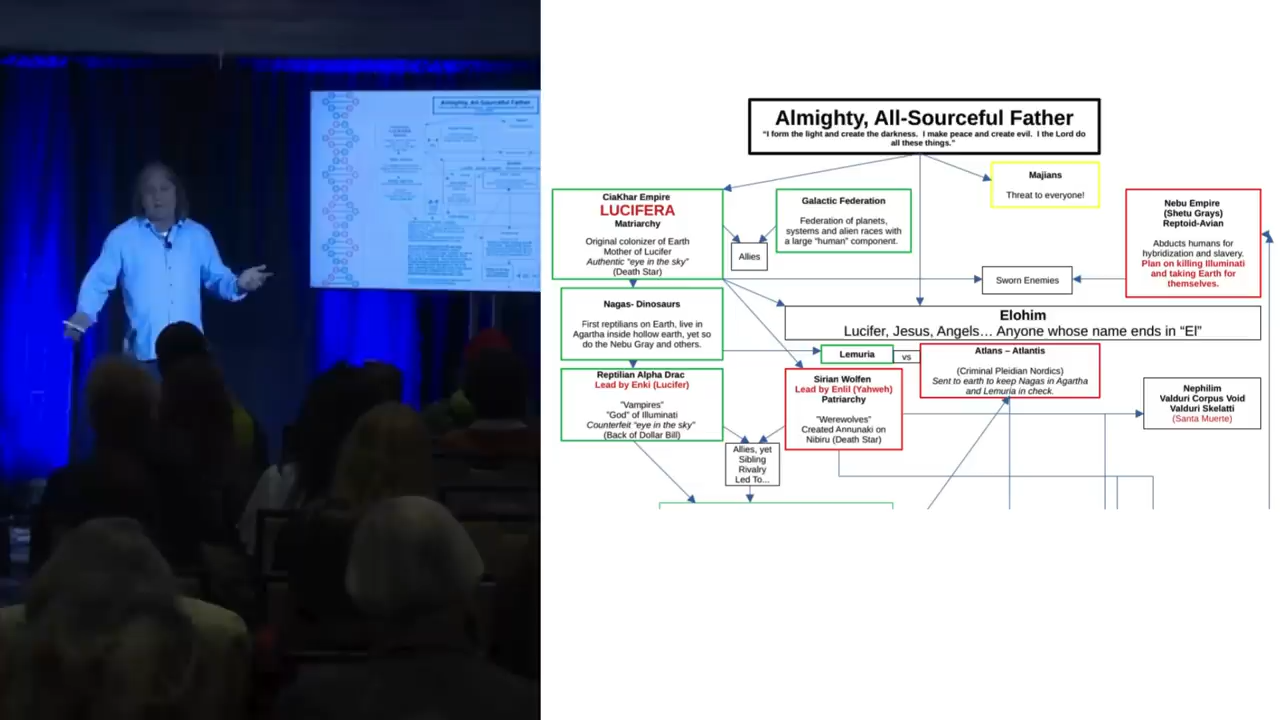 Almighty, All-Sourceful Father
Almighty, All-Sourceful Father
"I form the light and create the darkness.  I make peace and create evil.  I the Lord do
all these things."
CiaKhar Empire
LUCIFERA
Matriarchy
Original colonizer of Earth
Mother of Lucifer
Authentic "eye in the sky"
(Death Star)
Allies
Galactic Federation
Federation of planets,
systems and alien races with
a large "human" component.
Majians
Threat to everyone!
Nebu Empire
(Shetu Grays)
Reptoid-Avian
Abducts humans for
hybridization and slavery.
Plan on killing Illuminati
and taking Earth for
themselves.
Sworn Enemies
Nagas- Dinosaurs
First reptilians on Earth, live in
Agartha inside hollow earth, yet so
do the Nebu Gray and others.
Elohim
Lucifer, Jesus, Angels… Anyone whose name ends in "El"
Lemuria
vs
Atlans – Atlantis
(Criminal Pleidian Nordics)
Sent to earth to keep Nagas in Agartha
and Lemuria in check.
Reptilian Alpha Drac
Lead by Enki (Lucifer)
"Vampires"
"God" of Illuminati
Counterfeit "eye in the sky"
(Back of Dollar Bill)
Sirian Wolfen
Lead by Enlil (Yahweh)
Patriarchy
"Werewolves"
Created Annunaki on
Nibiru (Death Star)
Nephilim
Valduri Corpus Void
Valduri Skelatti
(Santa Muerte)
Allies, yet
Sibling
Rivalry
Led To...